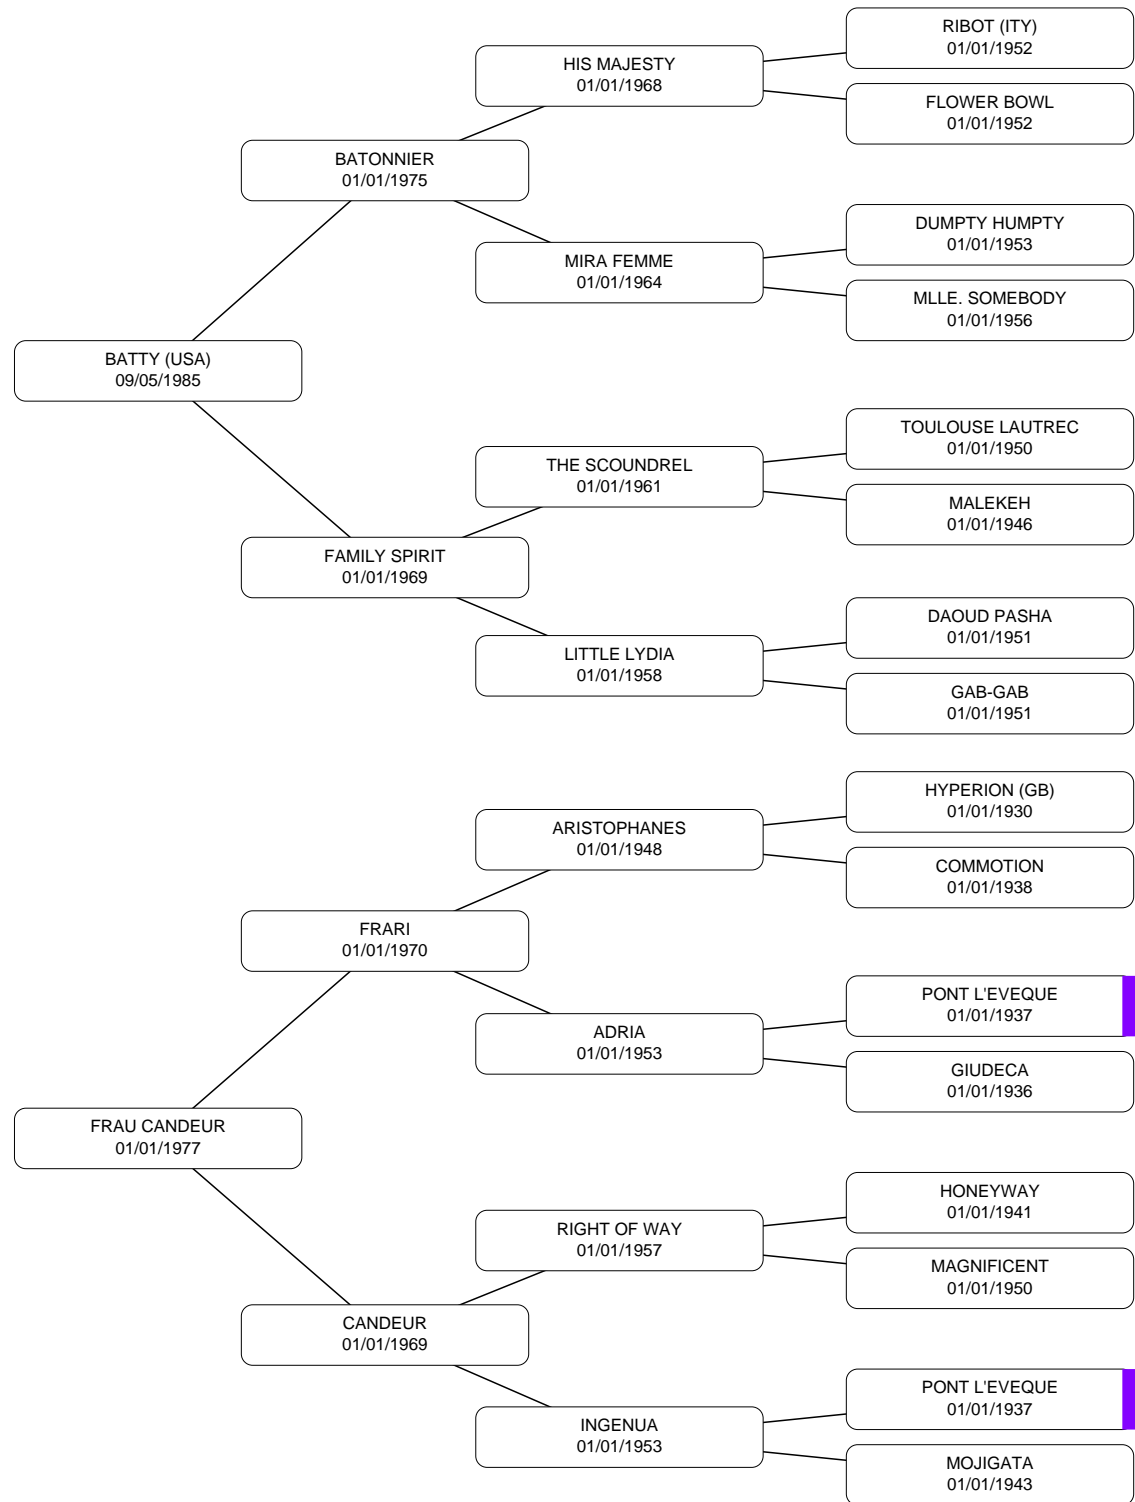 RIBOT (ITY)
01/01/1952
HIS MAJESTY
01/01/1968
FLOWER BOWL
01/01/1952
BATONNIER
01/01/1975
DUMPTY HUMPTY
01/01/1953
MIRA FEMME
01/01/1964
MLLE. SOMEBODY
01/01/1956
BATTY (USA)
09/05/1985
TOULOUSE LAUTREC
01/01/1950
THE SCOUNDREL
01/01/1961
MALEKEH
01/01/1946
FAMILY SPIRIT
01/01/1969
DAOUD PASHA
01/01/1951
LITTLE LYDIA
01/01/1958
GAB-GAB
01/01/1951
HYPERION (GB)
01/01/1930
ARISTOPHANES
01/01/1948
COMMOTION
01/01/1938
FRARI
01/01/1970
PONT L'EVEQUE
01/01/1937
ADRIA
01/01/1953
GIUDECA
01/01/1936
FRAU CANDEUR
01/01/1977
HONEYWAY
01/01/1941
RIGHT OF WAY
01/01/1957
MAGNIFICENT
01/01/1950
CANDEUR
01/01/1969
PONT L'EVEQUE
01/01/1937
INGENUA
01/01/1953
MOJIGATA
01/01/1943